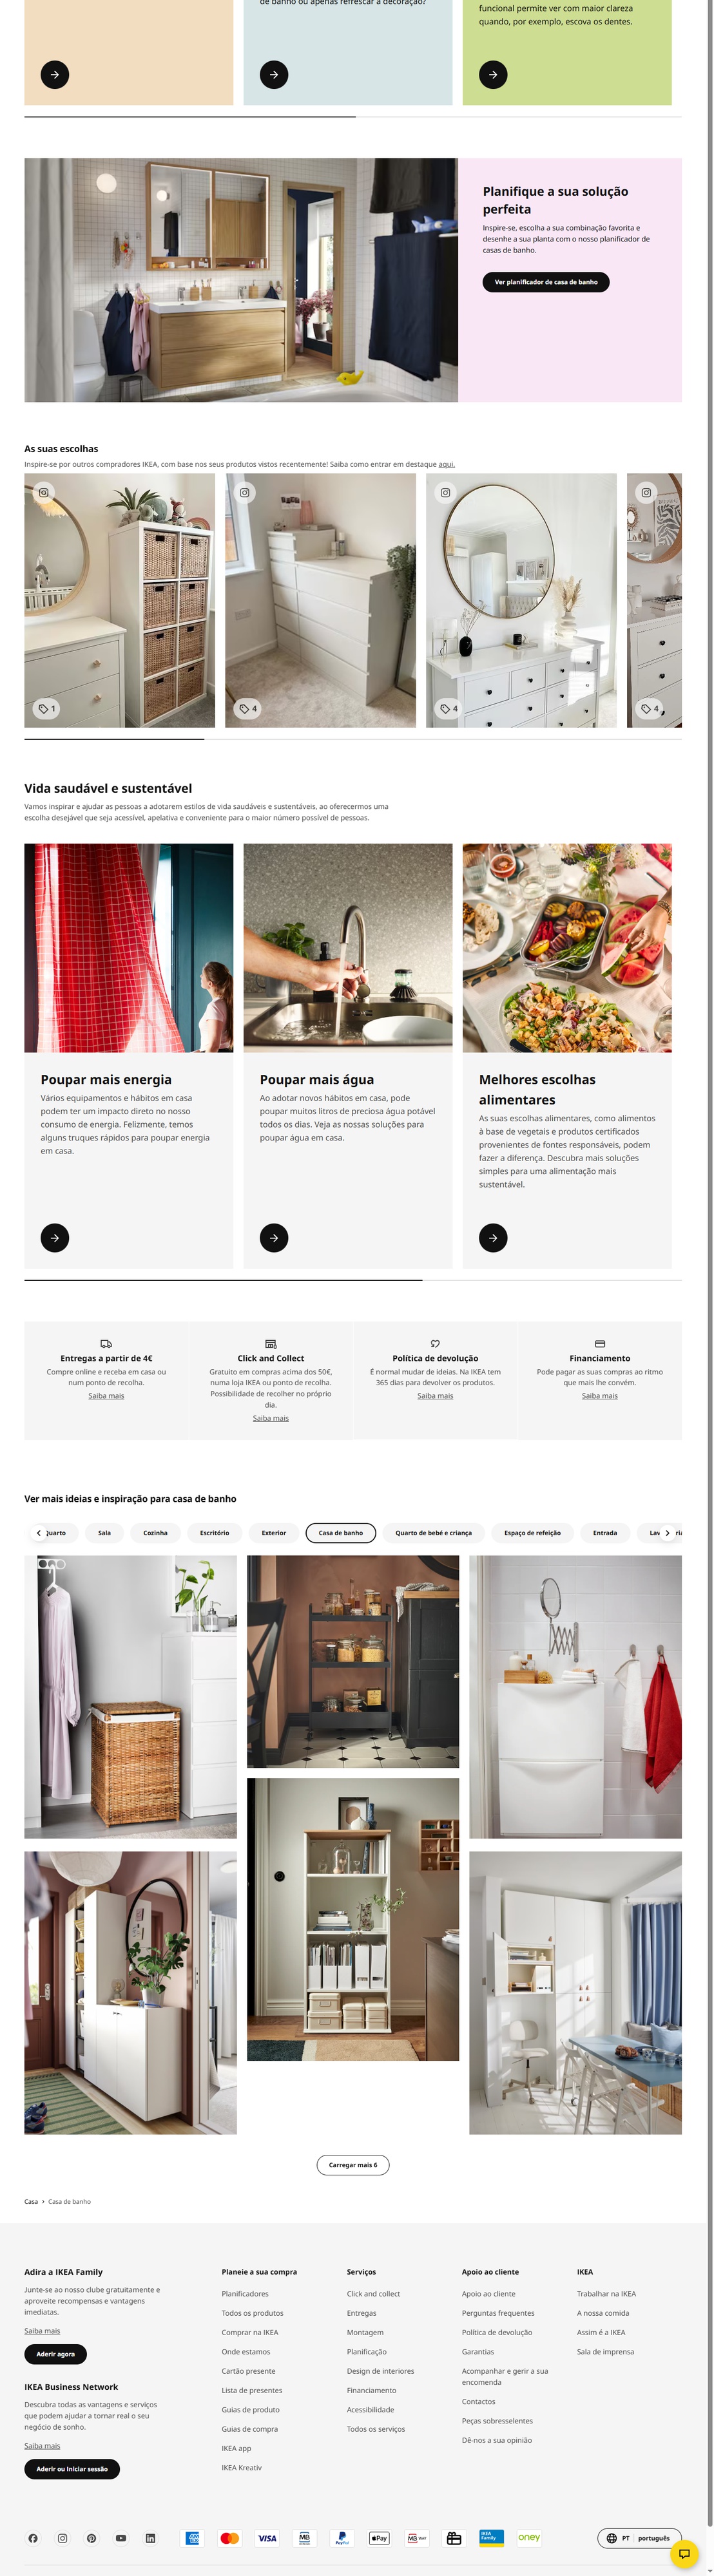 de banho ou apenas refrescar a decoração?
funcional permite ver com maior clareza
quando, por exemplo, escova os dentes.
Planifique a sua solução
perfeita
Inspire-se, escolha a sua combinação favorita e
desenhe a sua planta com o nosso planificador de
casas de banho.
Ver planificador de casa de banho
As suas escolhas
Inspire-se por outros compradores IKEA, com base nos seus produtos vistos recentemente! Saiba como entrar em destaque aqui.
1
4
4
4
Vida saudável e sustentável
Vamos inspirar e ajudar as pessoas a adotarem estilos de vida saudáveis e sustentáveis, ao oferecermos uma
escolha desejável que seja acessível, apelativa e conveniente para o maior número possível de pessoas.
Poupar mais energia
Vários equipamentos e hábitos em casa
podem ter um impacto direto no nosso
consumo de energia. Felizmente, temos
alguns truques rápidos para poupar energia
em casa.
Poupar mais água
Ao adotar novos hábitos em casa, pode
poupar muitos litros de preciosa água potável
todos os dias. Veja as nossas soluções para
poupar água em casa.
Melhores escolhas
alimentares
As suas escolhas alimentares, como alimentos
à base de vegetais e produtos certificados
provenientes de fontes responsáveis, podem
fazer a diferença. Descubra mais soluções
simples para uma alimentação mais
sustentável.
Entregas a partir de 4€
Compre online e receba em casa ou
num ponto de recolha.
Saiba mais
Click and Collect
Gratuito em compras acima dos 50€,
numa loja IKEA ou ponto de recolha.
Possibilidade de recolher no próprio
dia.
Saiba mais
Política de devolução
É normal mudar de ideias. Na IKEA tem
365 dias para devolver os produtos.
Saiba mais
Financiamento
Pode pagar as suas compras ao ritmo
que mais lhe convém.
Saiba mais
Ver mais ideias e inspiração para casa de banho
Quarto
Sala
Cozinha
Escritório
Exterior
Casa de banho
Quarto de bebé e criança
Espaço de refeição
Entrada
Carregar mais 6
Casa › Casa de banho
Adira a IKEA Family
Junte-se ao nosso clube gratuitamente e
aproveite recompensas e vantagens
imediatas.
Saiba mais
Aderir agora
IKEA Business Network
Descubra todas as vantagens e serviços
que podem ajudar a tornar real o seu
negócio de sonho.
Saiba mais
Aderir ou Iniciar sessão
Planeie a sua compra
Planificadores
Todos os produtos
Comprar na IKEA
Onde estamos
Cartão presente
Lista de presentes
Guias de produto
Guias de compra
IKEA app
IKEA Kreativ
Serviços
Click and collect
Entregas
Montagem
Planificação
Design de interiores
Financiamento
Acessibilidade
Todos os serviços
Apoio ao cliente
Apoio ao cliente
Perguntas frequentes
Política de devolução
Garantias
Acompanhar e gerir a sua
encomenda
Contactos
Peças sobresselentes
Dê-nos a sua opinião
IKEA
Trabalhar na IKEA
A nossa comida
Assim é a IKEA
Sala de imprensa
VISA
MB
PayPal
Pay
MB WAY
IKEA Family
oney
PT
português